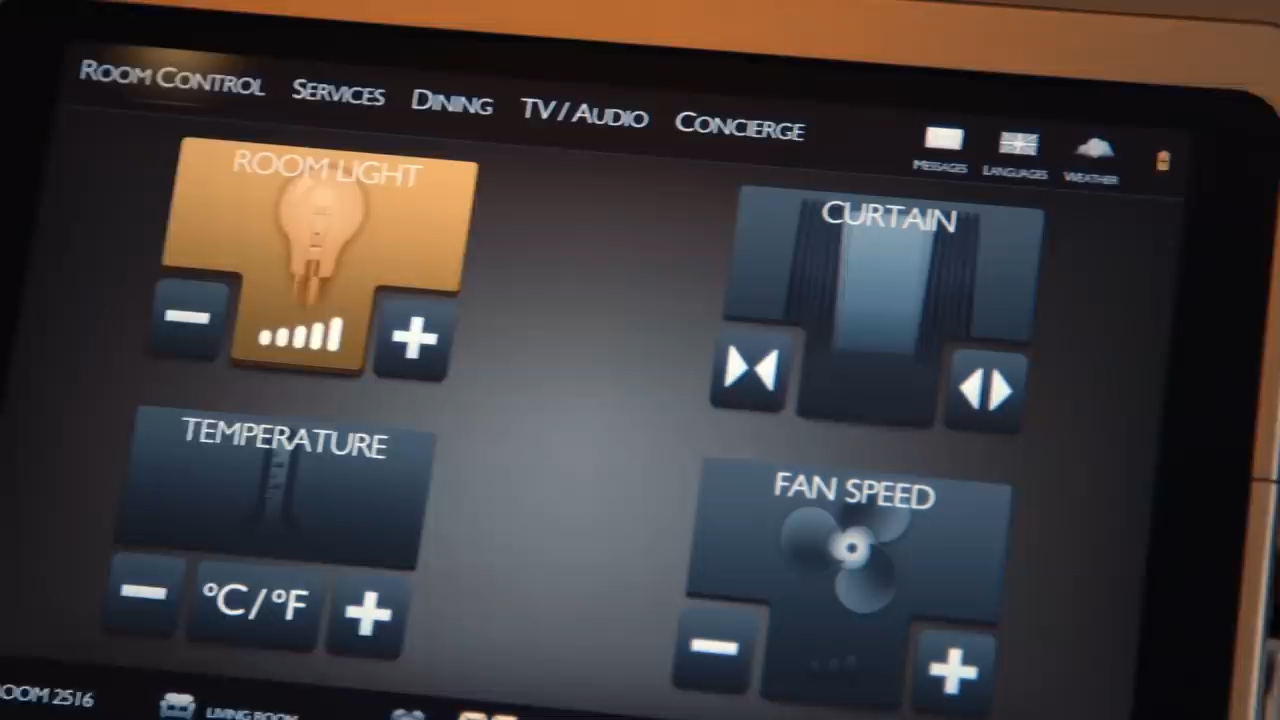 ROOM CONTROL SERVICES DINING TV / AUDIO CONCIERGE
MESSAGES LANGUAGES WEATHER
ROOM LIGHT
CURTAIN
TEMPERATURE
°C/°F
FAN SPEED
ROOM 2516 LIVING ROOM